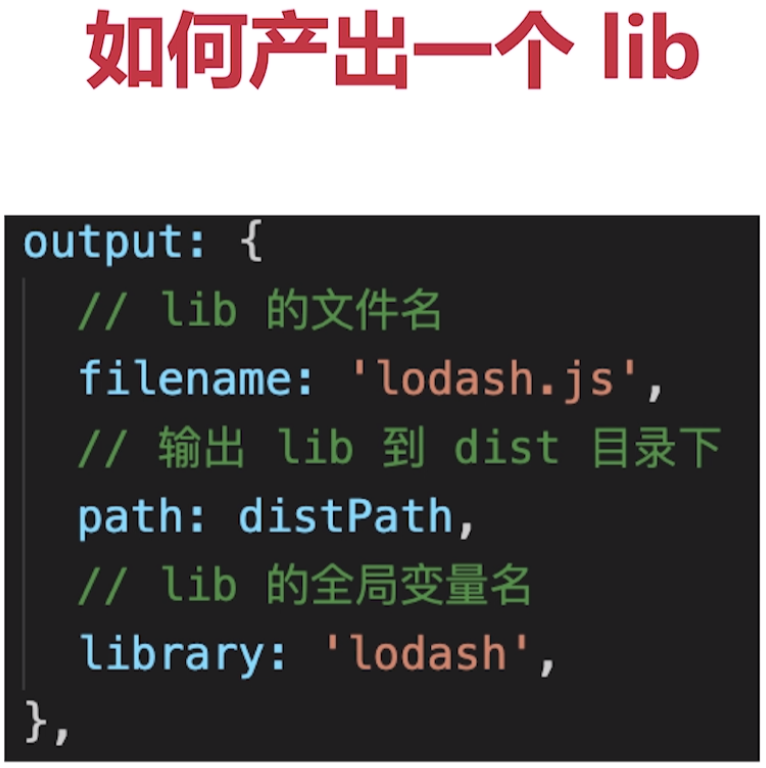 如何产出一个 lib
output: {
// lib 的文件名
filename: 'lodash.js',
// 输出 lib 到 dist 目录下
path: distPath,
// lib 的全局变量名
library: 'lodash',
},